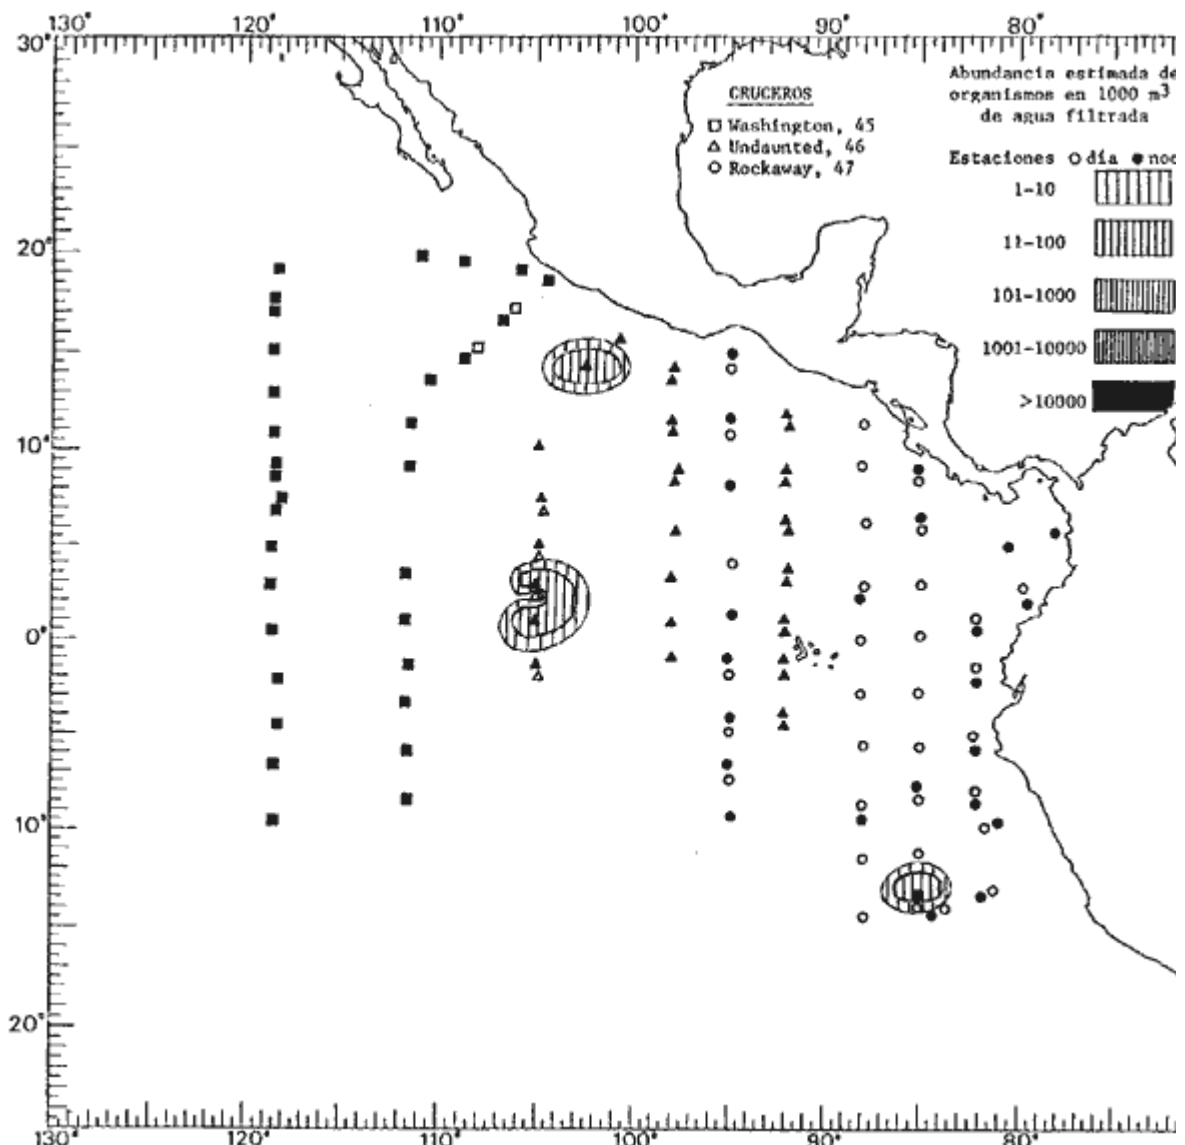 130° 120° 110° 100° 90° 80°
30°
20°
10°
0°
10°
20°
CRUCEROS
□ Washington, 45
△ Undaunted, 46
○ Rockaway, 47
Abundancia estimada de
organismos en 1000 m³
de agua filtrada
Estaciones ○ día ● noc
1-10
11-100
101-1000
1001-10000
>10000
130° 120° 110° 100° 90° 80°